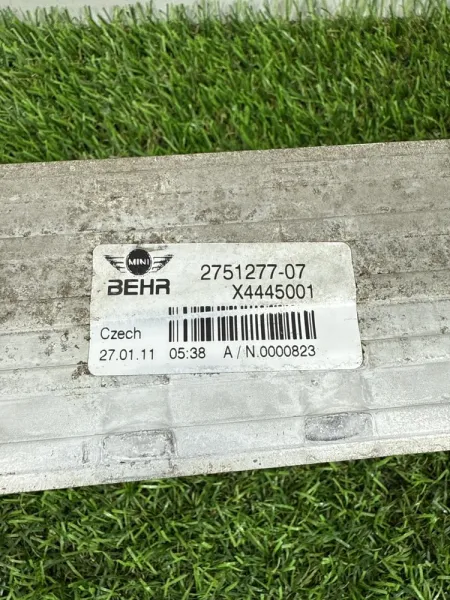 MINI
BEHR
2751277-07
X4445001
Czech
27.01.11 05:38 A / N.0000823